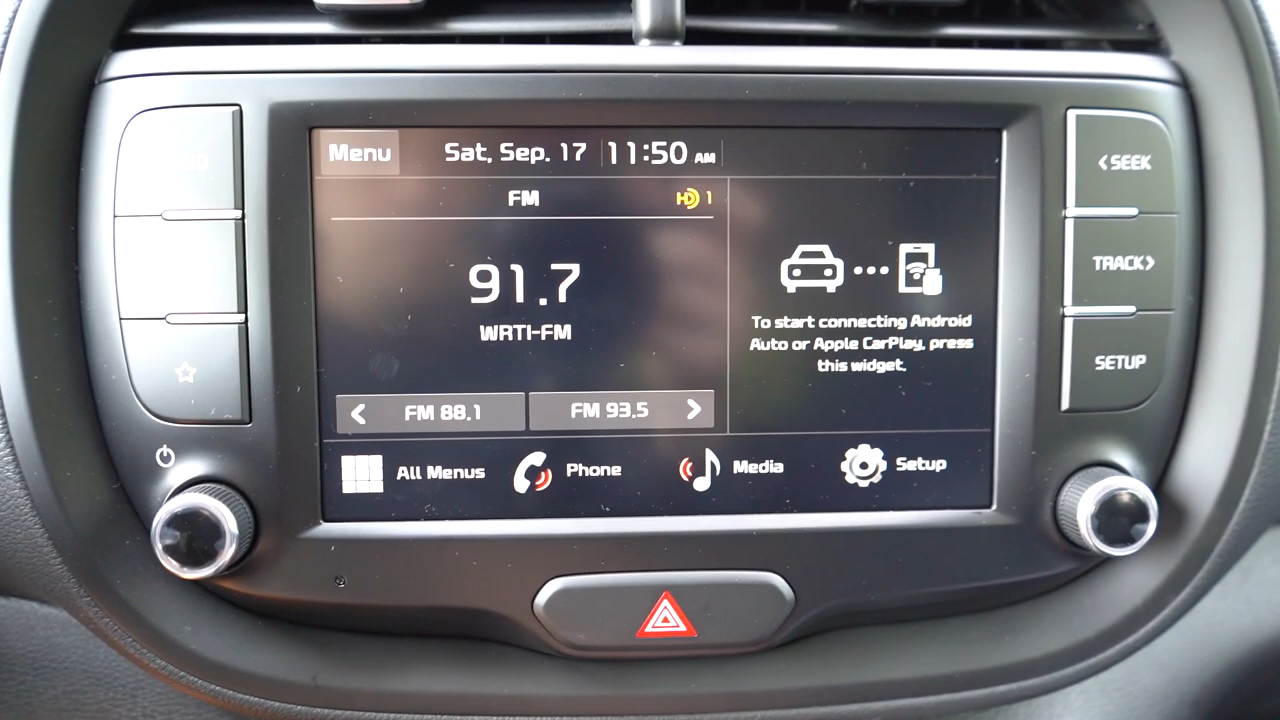 Menu
Sat, Sep. 17
11:50 AM
FM
HD 1
91.7
WRTI-FM
FM 88.1
FM 93.5
To start connecting Android
Auto or Apple CarPlay, press
this widget.
All Menus
Phone
Media
Setup
< SEEK
TRACK >
SETUP